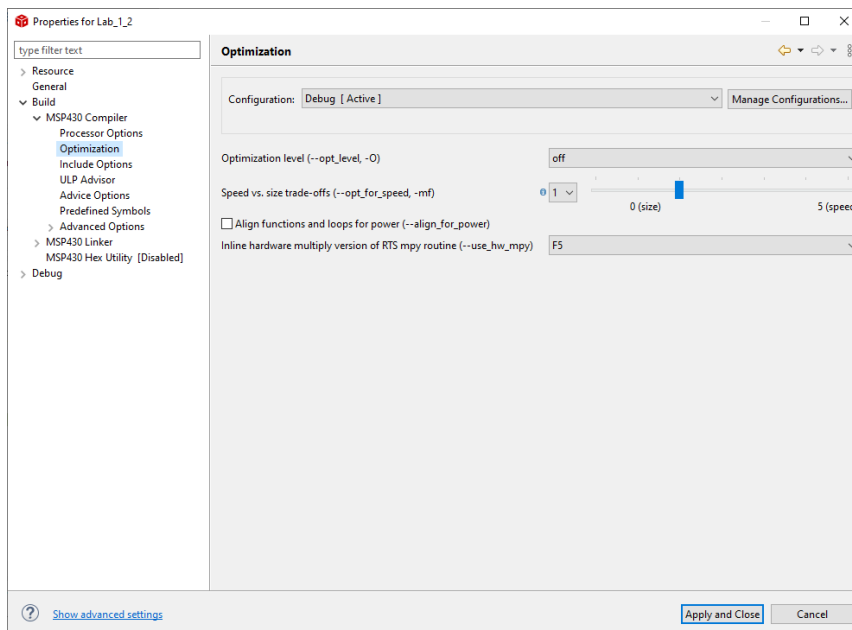 Properties for Lab_1_2
type filter text
Optimization
Resource
General
Build
MSP430 Compiler
Processor Options
Optimization
Include Options
ULP Advisor
Advice Options
Predefined Symbols
Advanced Options
MSP430 Linker
MSP430 Hex Utility [Disabled]
Debug
Configuration: Debug [ Active ]
Manage Configurations...
Optimization level (--opt_level, -O) off
Speed vs. size trade-offs (--opt_for_speed, -mf) 1
0 (size) 5 (speed
Align functions and loops for power (--align_for_power)
Inline hardware multiply version of RTS mpy routine (--use_hw_mpy) F5
Show advanced settings
Apply and Close Cancel